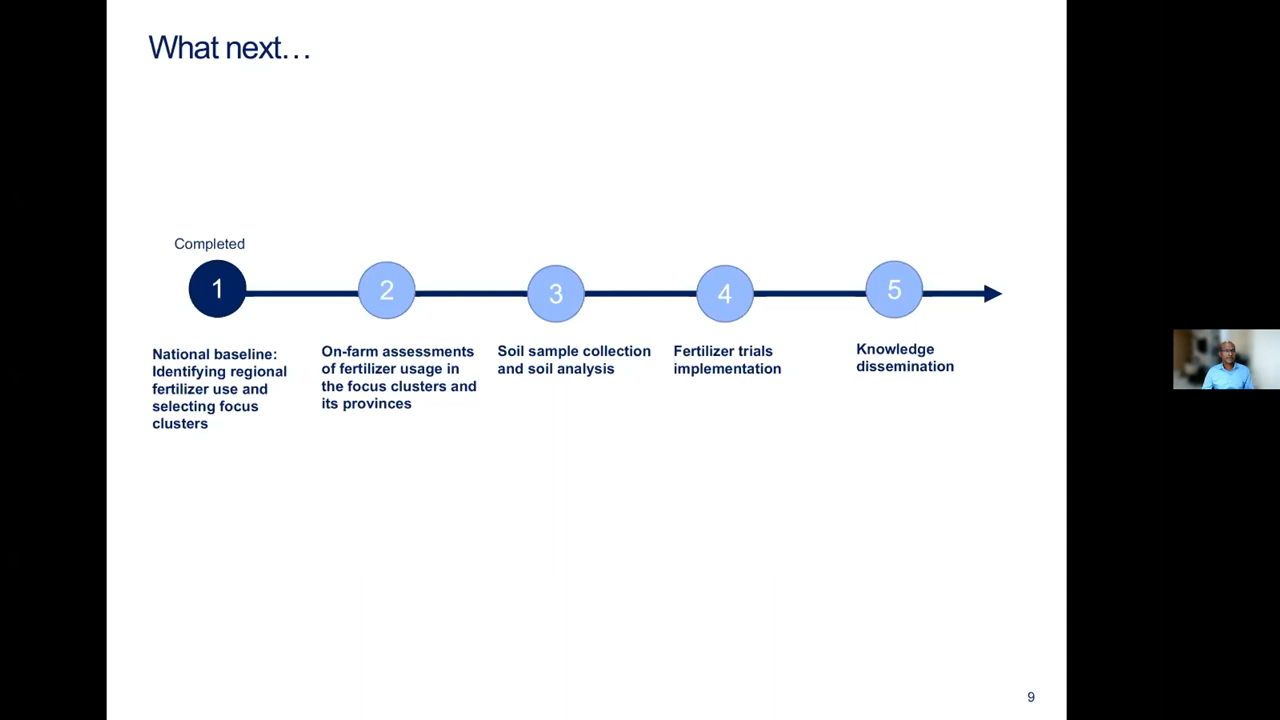 What next…
Completed
1
2
3
4
5
National baseline:
Identifying regional
fertilizer use and
selecting focus
clusters
On-farm assessments
of fertilizer usage in
the focus clusters and
its provinces
Soil sample collection
and soil analysis
Fertilizer trials
implementation
Knowledge
dissemination
9